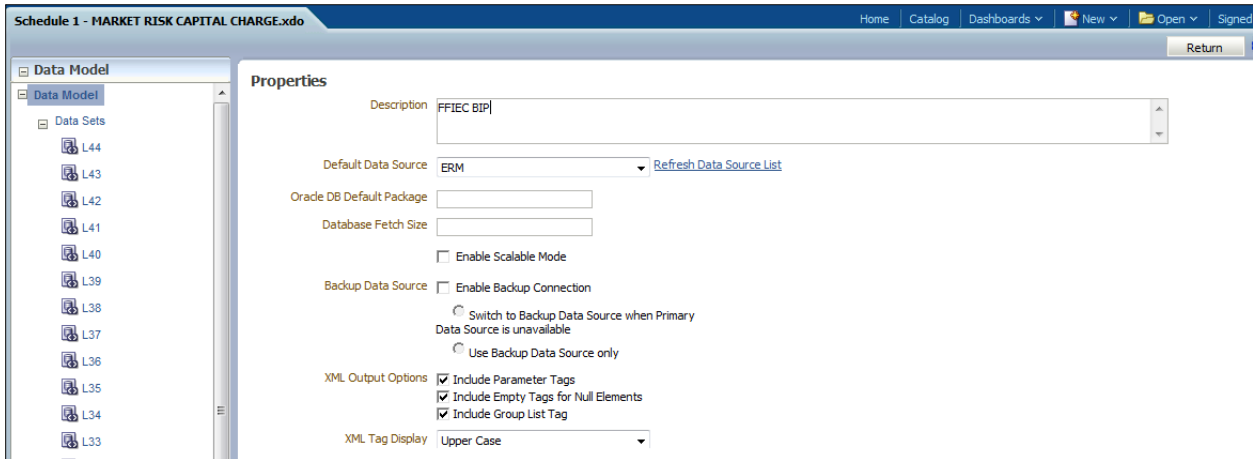 Schedule 1 - MARKET RISK CAPITAL CHARGE.xdo
Home Catalog Dashboards New Open Signed
Return
Data Model
Data Model
Data Sets
L44
L43
L42
L41
L40
L39
L38
L37
L36
L35
L34
L33
Properties
Description FFIEC BIP
Default Data Source ERM Refresh Data Source List
Oracle DB Default Package
Database Fetch Size
Enable Scalable Mode
Backup Data Source Enable Backup Connection
Switch to Backup Data Source when Primary
Data Source is unavailable
Use Backup Data Source only
XML Output Options Include Parameter Tags
Include Empty Tags for Null Elements
Include Group List Tag
XML Tag Display Upper Case